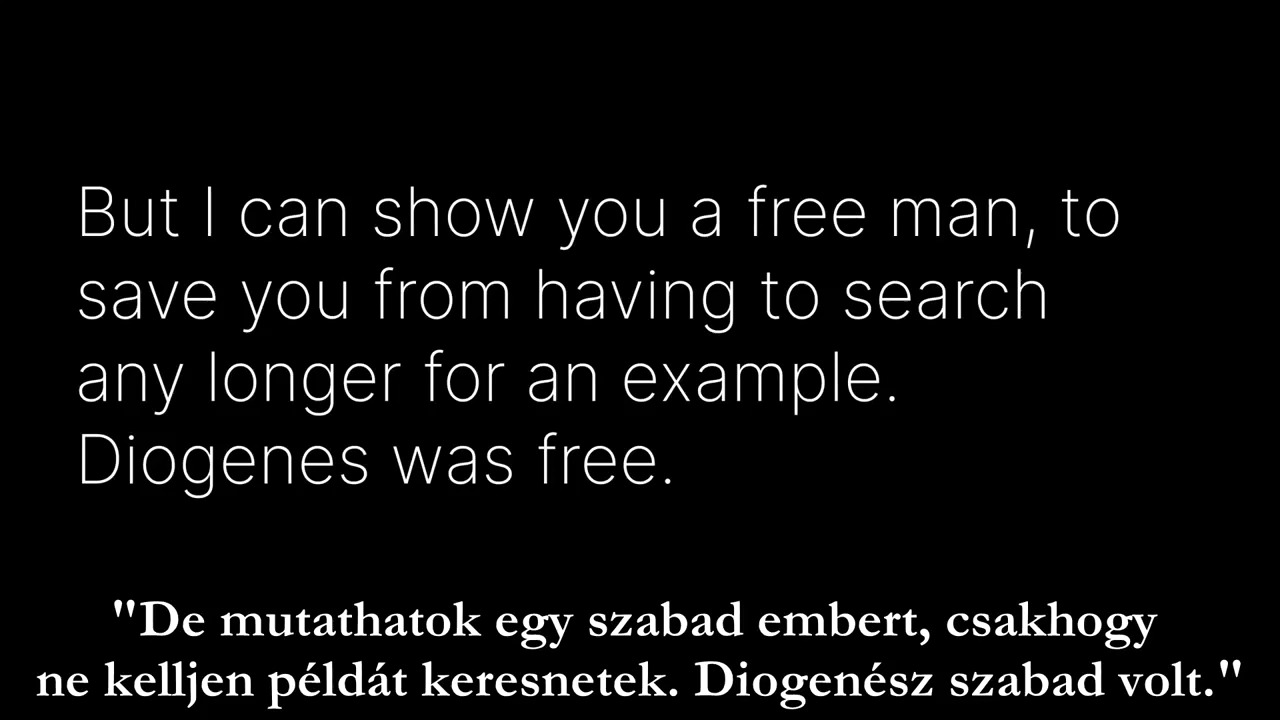 But I can show you a free man, to
save you from having to search
any longer for an example.
Diogenes was free.
"De mutathatok egy szabad embert, csakhogy
ne kelljen példát keresnetek. Diogenész szabad volt."